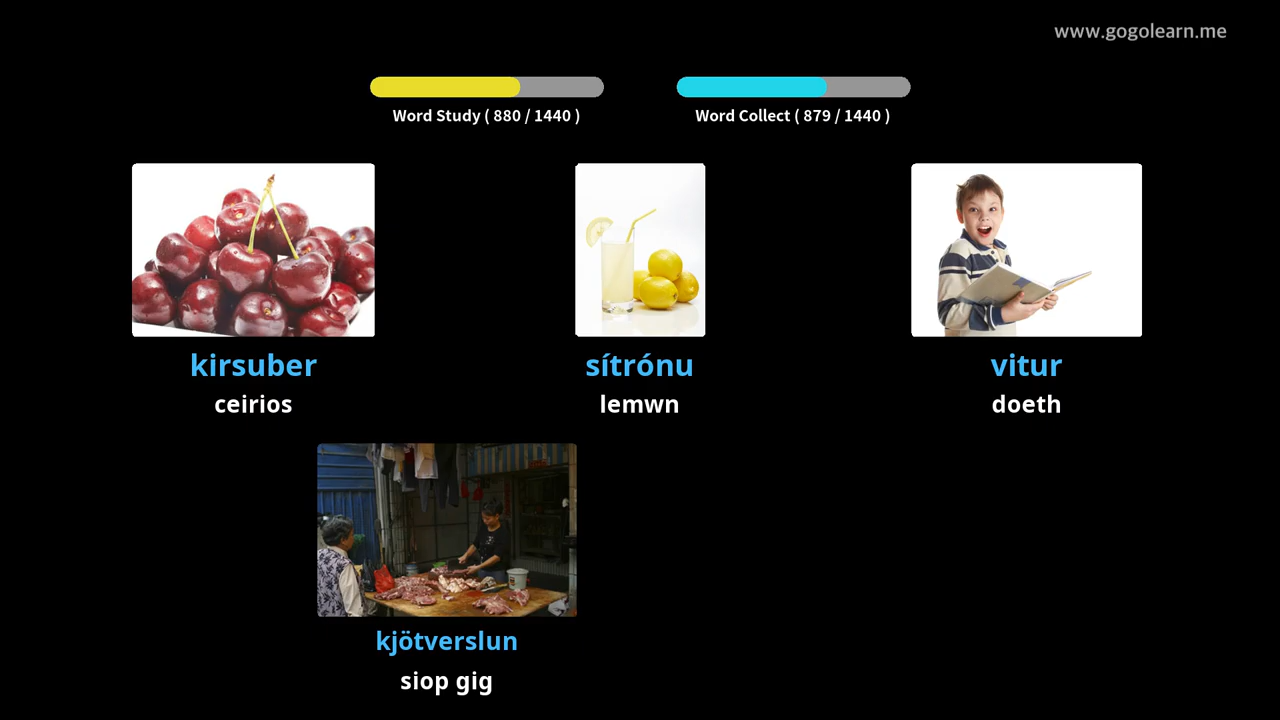 www.gogolearn.me
Word Study ( 880 / 1440 )
Word Collect ( 879 / 1440 )
kirsuber
ceirios
sítrónu
lemwn
vitur
doeth
kjötverslun
siop gig